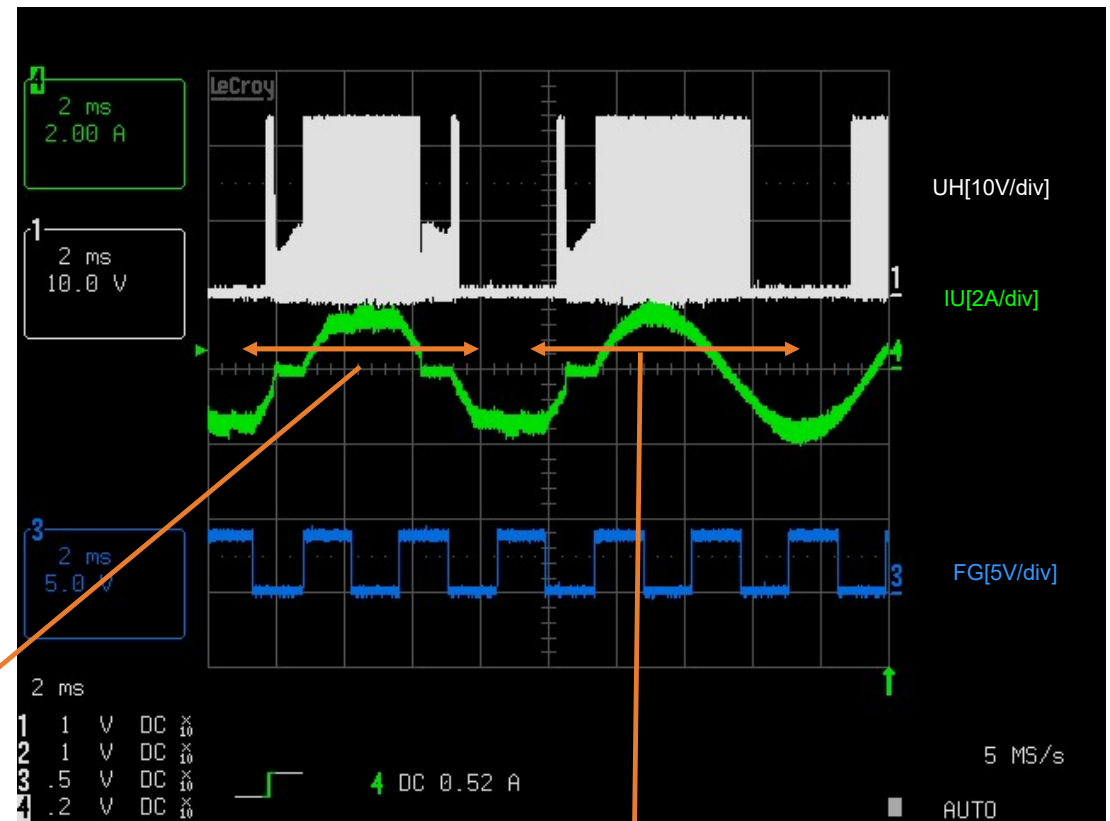 4
2 ms
2.00 A
LeCroy
1
2 ms
10.0 V
UH[10V/div]
1
IU[2A/div]
4
3
2 ms
5.0 V
3
FG[5V/div]
2 ms
1 1 V DC X10
2 1 V DC X10
3 .5 V DC X10
4 .2 V DC X10
4 DC 0.52 A
5 MS/s
AUTO